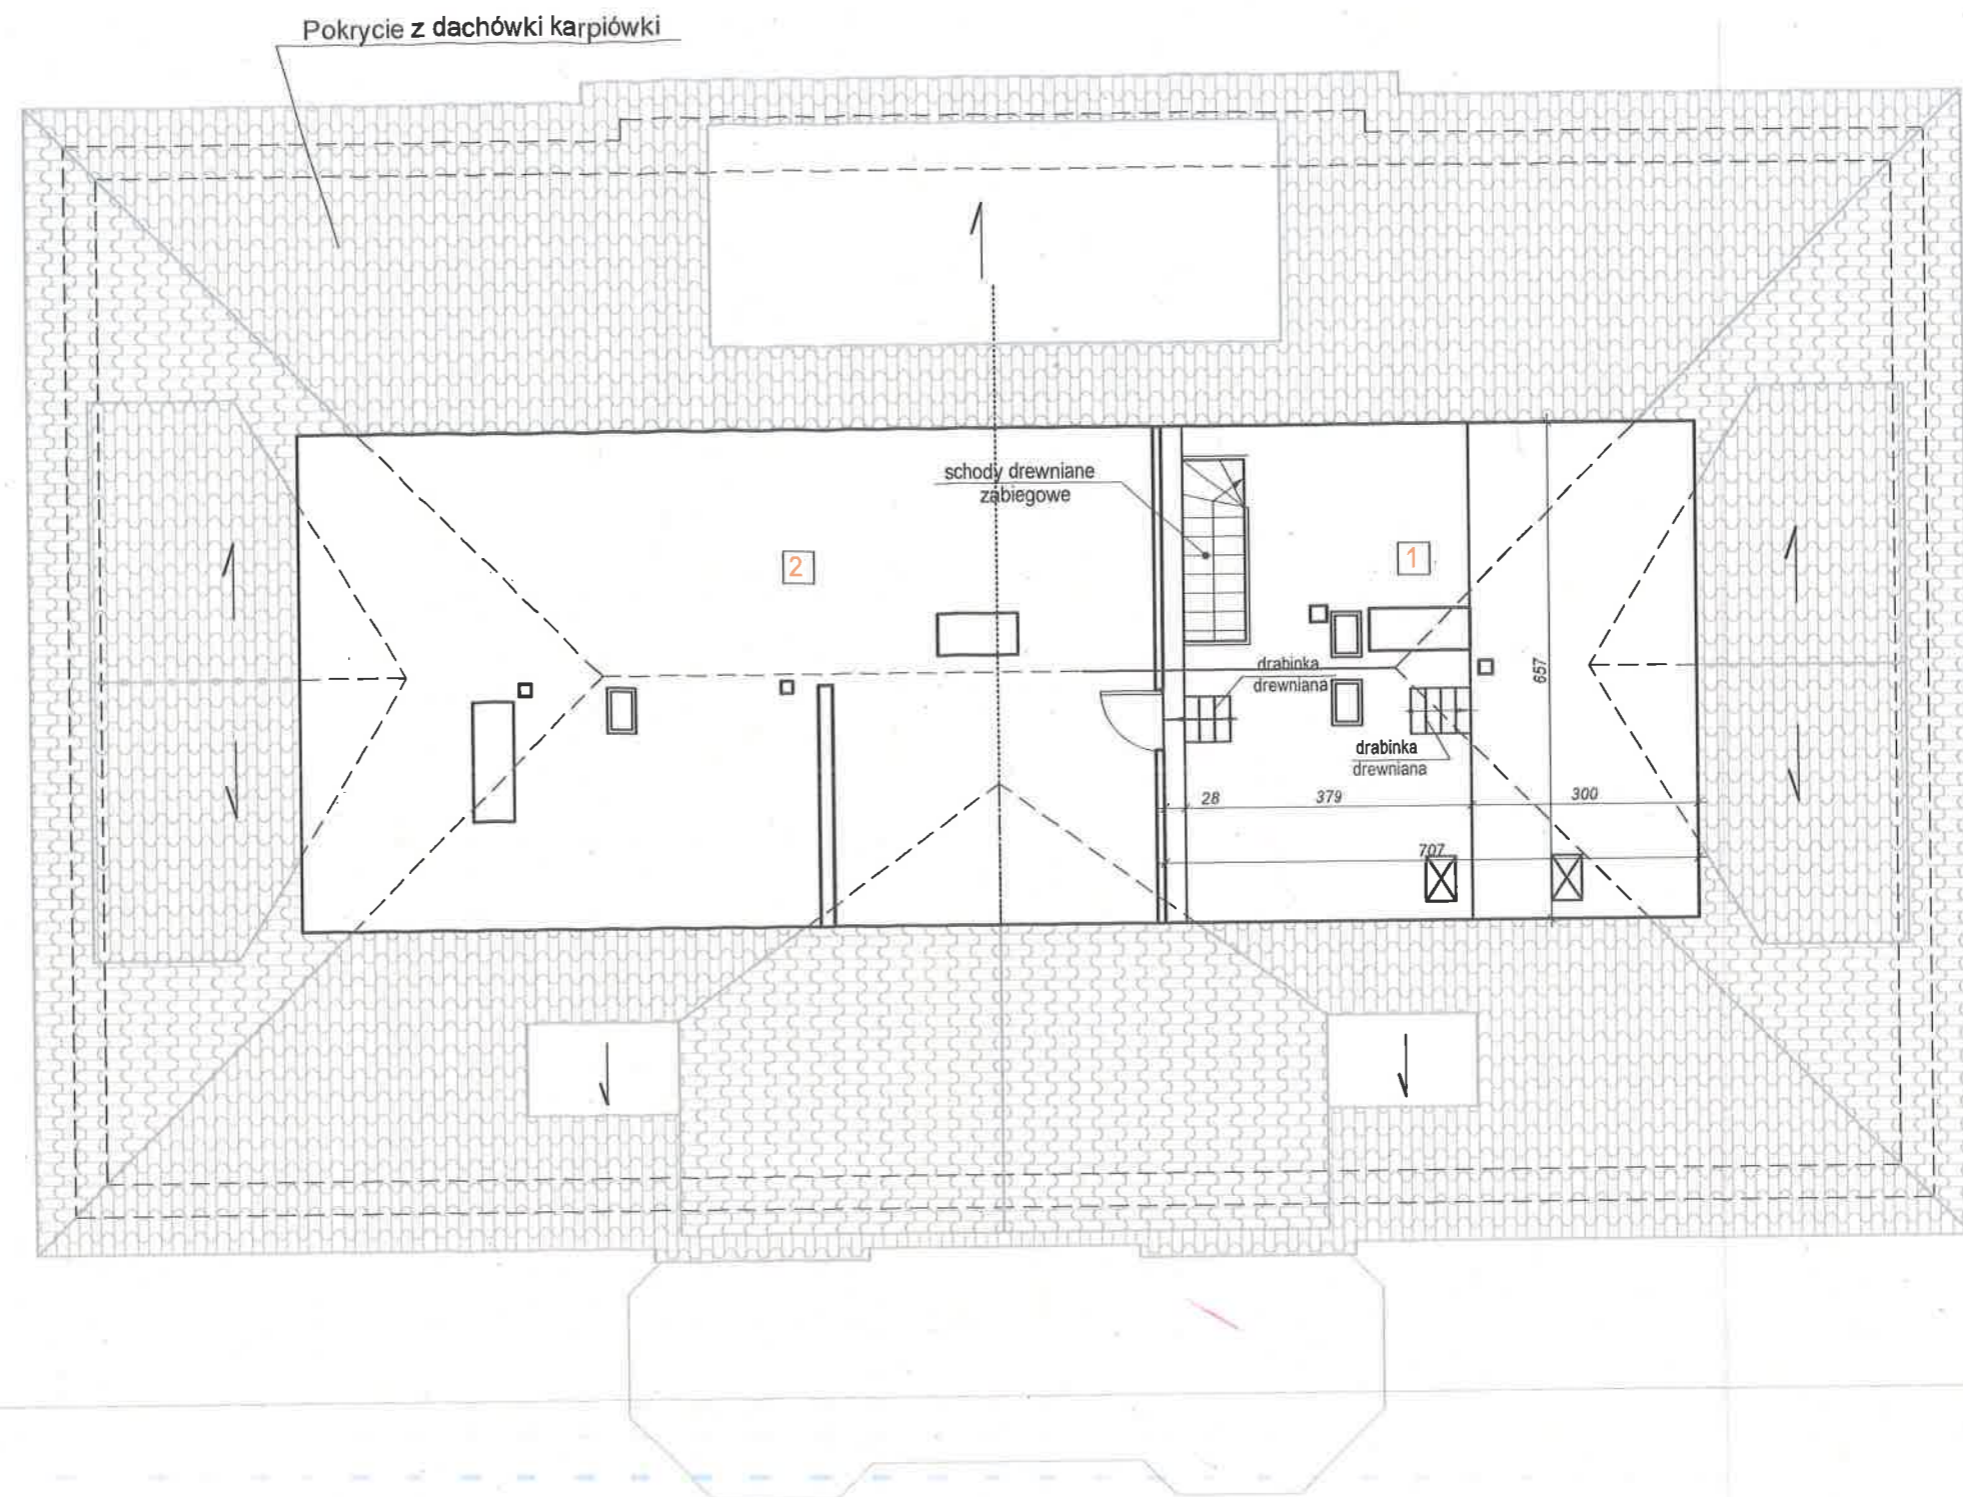 Pokrycie z dachówki karpiówki
schody drewniane
zabiegowe
2
1
drabinka
drewniana
657
drabinka
drewniana
28
379
300
707